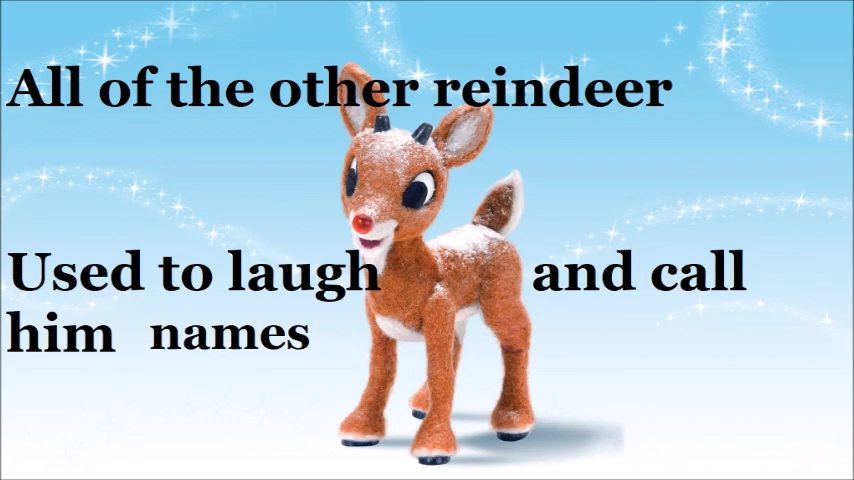 All of the other reindeer
Used to laugh and call
him names